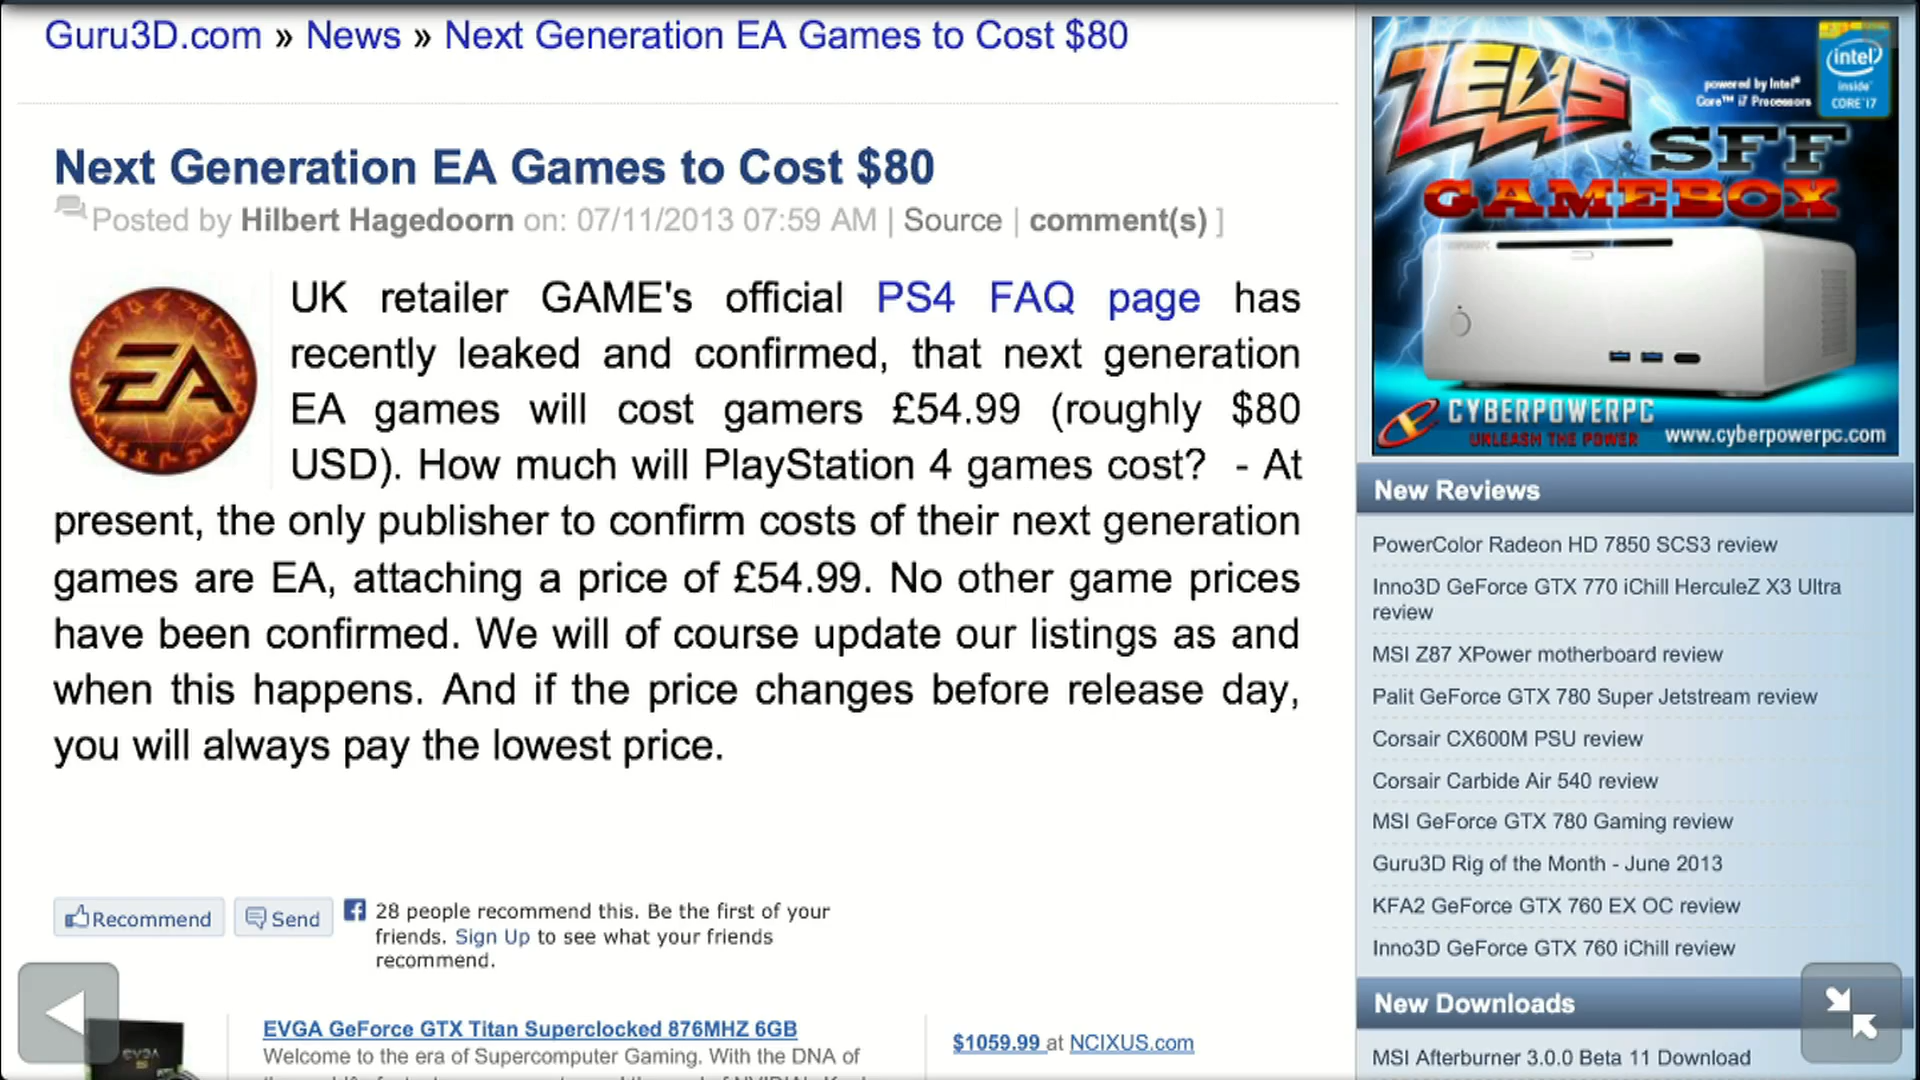 Guru3D.com » News » Next Generation EA Games to Cost $80
Next Generation EA Games to Cost $80
Posted by Hilbert Hagedoorn on: 07/11/2013 07:59 AM | Source | comment(s) ]
EA
UK retailer GAME's official PS4 FAQ page has
recently leaked and confirmed, that next generation
EA games will cost gamers £54.99 (roughly $80
USD). How much will PlayStation 4 games cost? - At
present, the only publisher to confirm costs of their next generation
games are EA, attaching a price of £54.99. No other game prices
have been confirmed. We will of course update our listings as and
when this happens. And if the price changes before release day,
you will always pay the lowest price.
Recommend
Send
28 people recommend this. Be the first of your
friends. Sign Up to see what your friends
recommend.
EVGA
EVGA GeForce GTX Titan Superclocked 876MHZ 6GB
Welcome to the era of Supercomputer Gaming. With the DNA of
$1059.99 at NCIXUS.com
ZEUS
powered by Intel®
Core™ i7 Processors
intel
inside
CORE i7
SFF
GAMEBOX
CYBERPOWERPC
UNLEASH THE POWER
www.cyberpowerpc.com
New Reviews
PowerColor Radeon HD 7850 SCS3 review
Inno3D GeForce GTX 770 iChill HerculeZ X3 Ultra
review
MSI Z87 XPower motherboard review
Palit GeForce GTX 780 Super Jetstream review
Corsair CX600M PSU review
Corsair Carbide Air 540 review
MSI GeForce GTX 780 Gaming review
Guru3D Rig of the Month - June 2013
KFA2 GeForce GTX 760 EX OC review
Inno3D GeForce GTX 760 iChill review
New Downloads
MSI Afterburner 3.0.0 Beta 11 Download